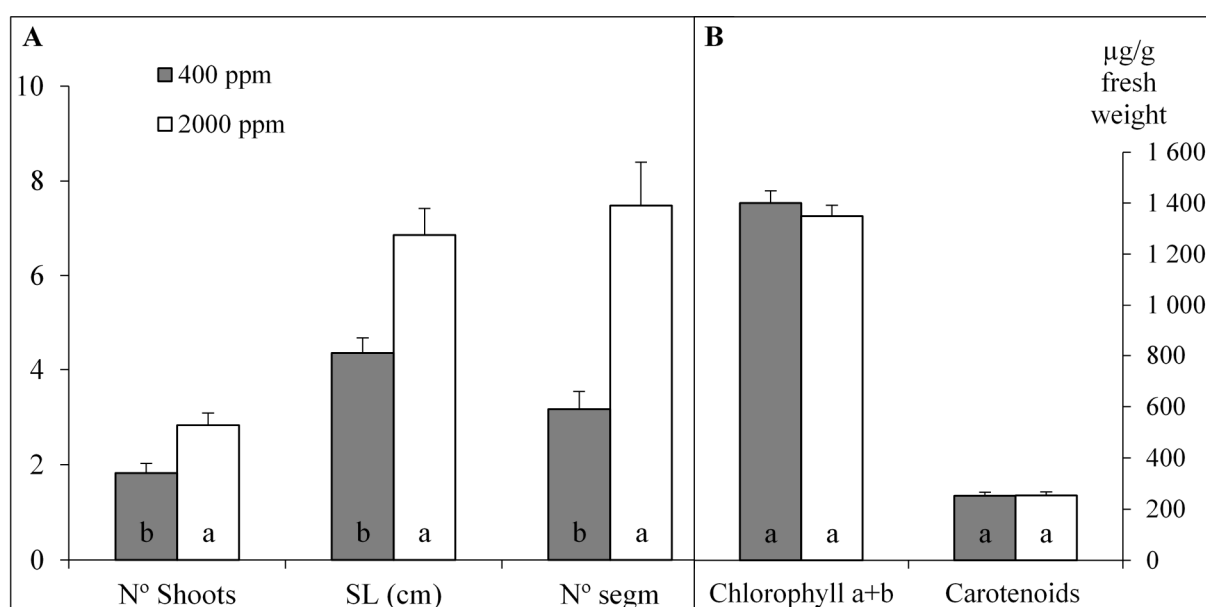 A
400 ppm
2000 ppm
10
8
6
4
2
0
b
a
b
a
b
a
Nº Shoots
SL (cm)
Nº segm
B
µg/g
fresh
weight
1 600
1 400
1 200
1 000
800
600
400
200
0
a
a
a
a
Chlorophyll a+b
Carotenoids